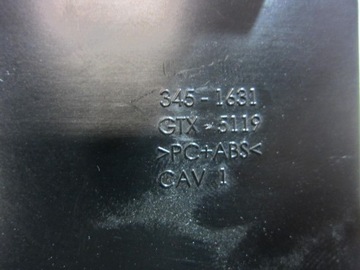 345-1631
GTX-5119
>PC+ABS<
CAV 1